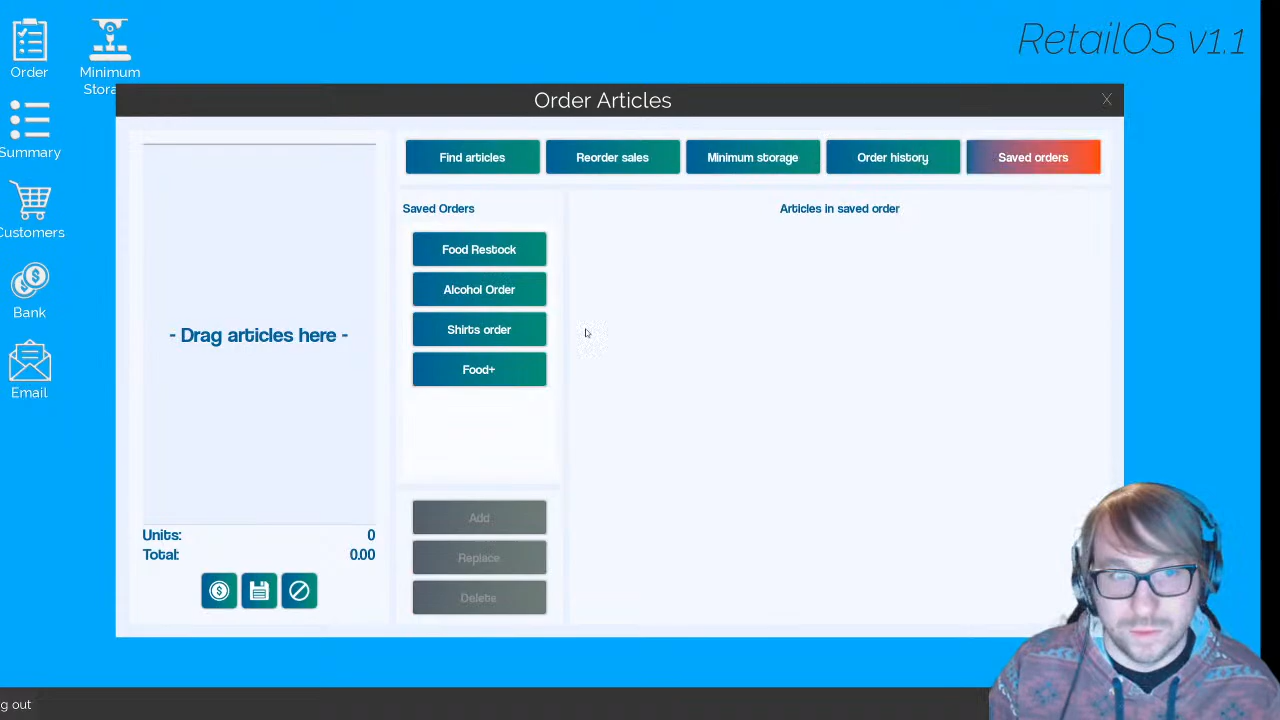 RetailOS v1.1
Order
Minimum
Stora
Summary
Customers
Bank
Email
Order Articles
X
Find articles
Reorder sales
Minimum storage
Order history
Saved orders
Saved Orders
Articles in saved order
Food Restock
Alcohol Order
Shirts order
Food+
- Drag articles here -
Units: 0
Total: 0.00
Add
Replace
Delete
g out